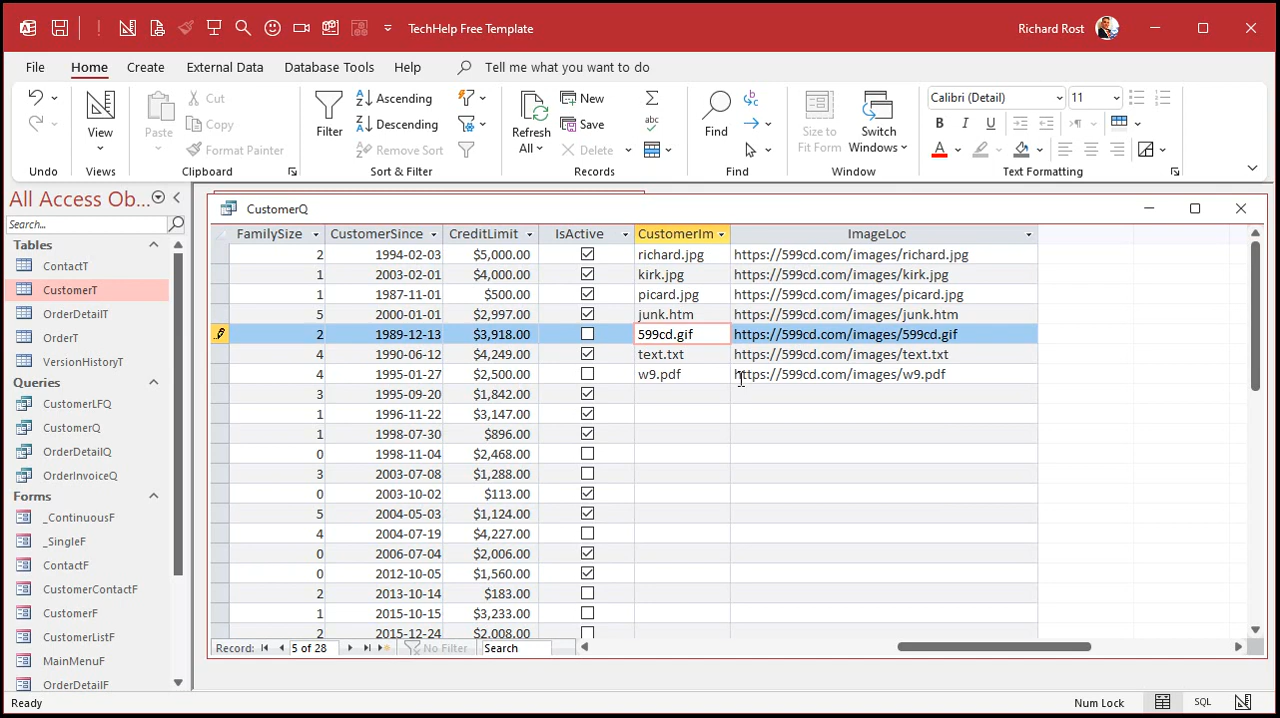 TechHelp Free Template
Richard Rost
File Home Create External Data Database Tools Help Tell me what you want to do
View
Paste
Cut
Copy
Format Painter
Filter
Ascending
Descending
Remove Sort
Refresh All
New
Save
Delete
Find
Size to Fit Form
Switch Windows
Calibri (Detail) 11
B I U
A
Undo Views Clipboard Sort & Filter Records Find Window Text Formatting
All Access Ob...
Search...
Tables
ContactT
CustomerT
OrderDetailT
OrderT
VersionHistoryT
Queries
CustomerLFQ
CustomerQ
OrderDetailQ
OrderInvoiceQ
Forms
_ContinuousF
_SingleF
ContactF
CustomerContactF
CustomerF
CustomerListF
MainMenuF
OrderDetailF
CustomerQ
FamilySize CustomerSince CreditLimit IsActive CustomerIm ImageLoc
2 1994-02-03 $5,000.00 richard.jpg https://599cd.com/images/richard.jpg
1 2003-02-01 $4,000.00 kirk.jpg https://599cd.com/images/kirk.jpg
1 1987-11-01 $500.00 picard.jpg https://599cd.com/images/picard.jpg
5 2000-01-01 $2,997.00 junk.htm https://599cd.com/images/junk.htm
2 1989-12-13 $3,918.00 599cd.gif https://599cd.com/images/599cd.gif
4 1990-06-12 $4,249.00 text.txt https://599cd.com/images/text.txt
4 1995-01-27 $2,500.00 w9.pdf https://599cd.com/images/w9.pdf
3 1995-09-20 $1,842.00
1 1996-11-22 $3,147.00
1 1998-07-30 $896.00
0 1998-11-04 $2,468.00
3 2003-07-08 $1,288.00
0 2003-10-02 $113.00
5 2004-05-03 $1,124.00
4 2004-07-19 $4,227.00
0 2006-07-04 $2,006.00
0 2012-10-05 $1,560.00
2 2013-10-14 $183.00
1 2015-10-15 $3,233.00
2 2015-12-24 $2,008.00
Record: 5 of 28 No Filter Search
Ready Num Lock SQL